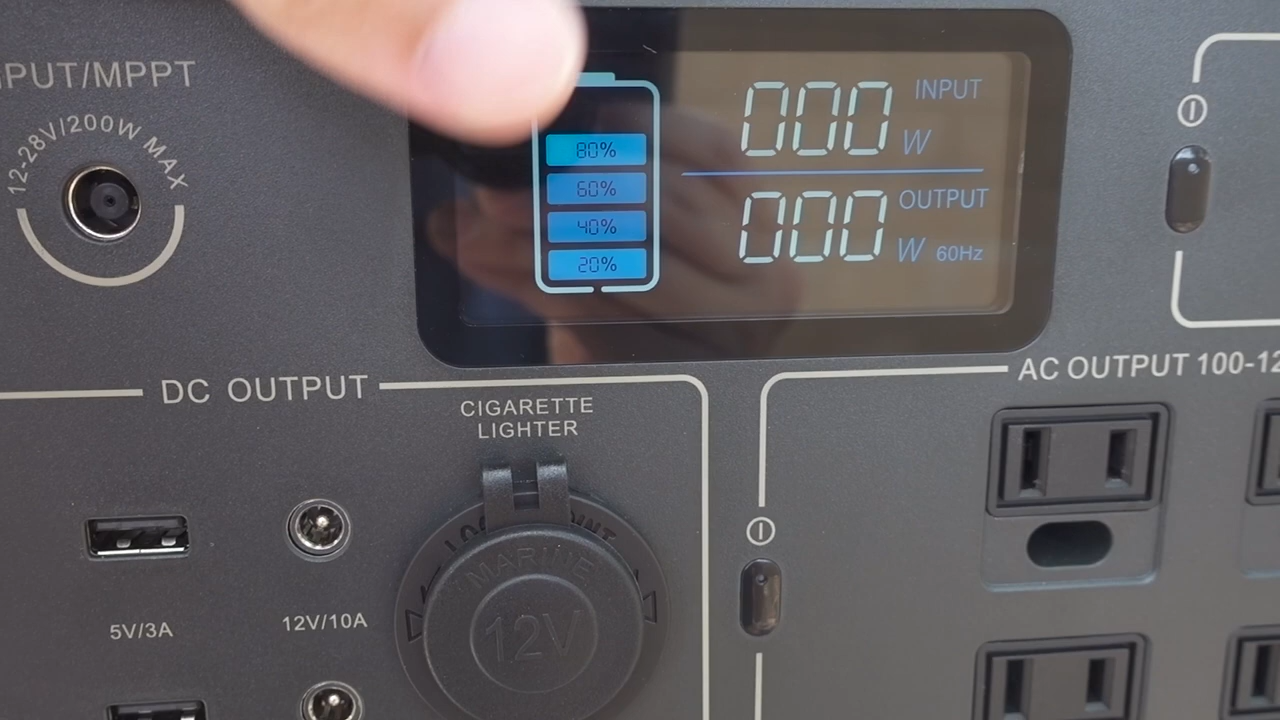 NPUT/MPPT
12-28V/200W MAX
80%
60%
40%
20%
000 INPUT
W
000 OUTPUT
W 60Hz
DC OUTPUT
CIGARETTE
LIGHTER
AC OUTPUT 100-12
MARINE
12V
5V/3A
12V/10A